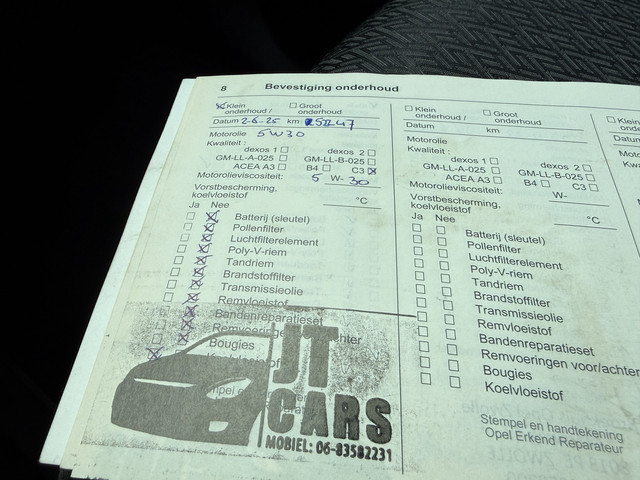 8 Bevestiging onderhoud
Klein onderhoud / Groot onderhoud
Datum 2-6-25 km
Motorolie 5W30
Kwaliteit :
dexos 1 dexos 2
GM-LL-A-025 GM-LL-B-025
ACEA A3 B4 C3
Motorolieviscositeit: 5 W- 30
Vorstbescherming, koelvloeistof °C
Ja Nee
Batterij (sleutel)
Pollenfilter
Luchtfilterelement
Poly-V-riem
Tandriem
Brandstoffilter
Transmissieolie
Remvloeistof
Bandenreparatieset
Remvoeringen
Bougies
JT
CARS
MOBIEL: 06-83582231
Klein onderhoud / Groot onderhoud
Datum km
Motorolie
Kwaliteit :
dexos 1 dexos 2
GM-LL-A-025 GM-LL-B-025
ACEA A3 B4 C3
Motorolieviscositeit: W-
Vorstbescherming, koelvloeistof °C
Ja Nee
Batterij (sleutel)
Pollenfilter
Luchtfilterelement
Poly-V-riem
Tandriem
Brandstoffilter
Transmissieolie
Remvloeistof
Bandenreparatieset
Remvoeringen voor/achter
Bougies
Koelvloeistof
Stempel en handtekening
Opel Erkend Reparateur
Klein
Datum